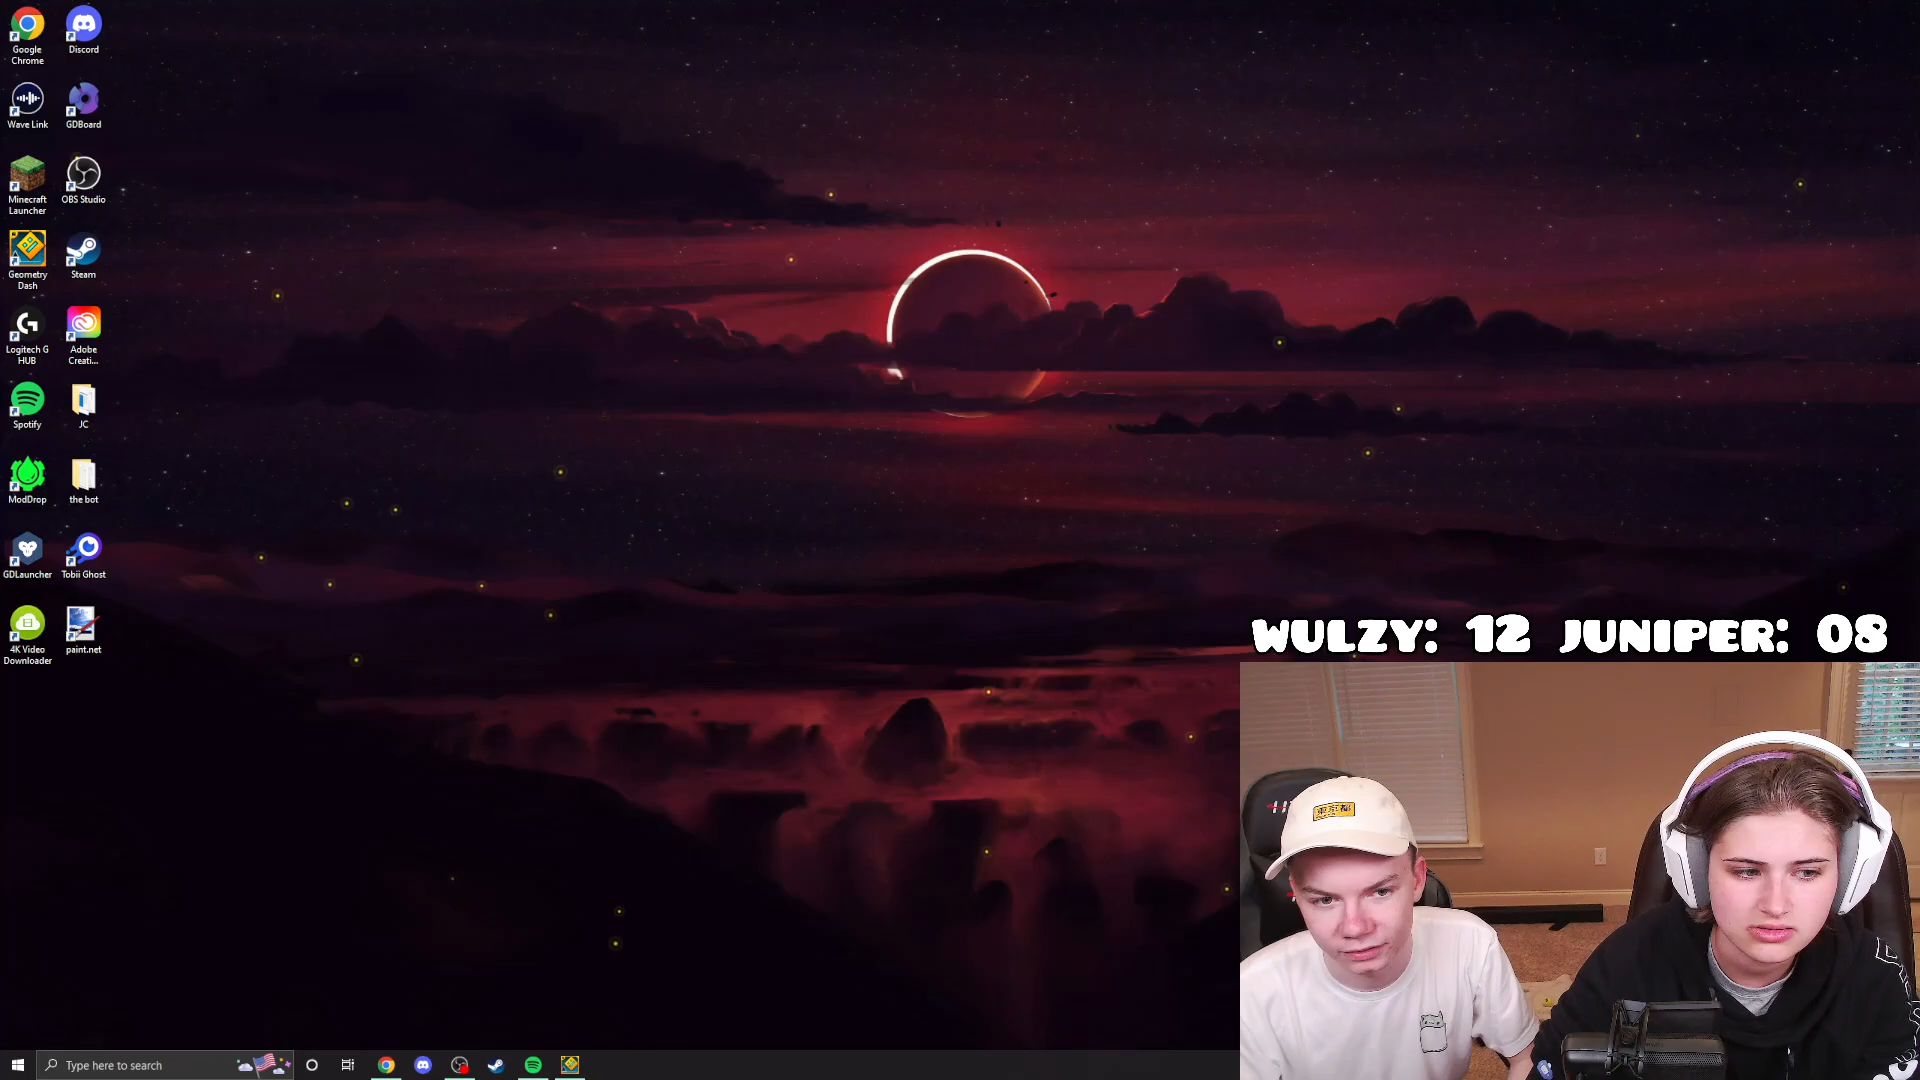 Google
Chrome
Discord
Wave Link
GDBoard
Minecraft
Launcher
OBS Studio
Geometry
Dash
Steam
Logitech G
HUB
Adobe
Creati...
Spotify
JC
ModDrop
the bot
GDLauncher
Tobii Ghost
4K Video
Downloader
paint.net
WULZY: 12 JUNIPER: 08
Type here to search